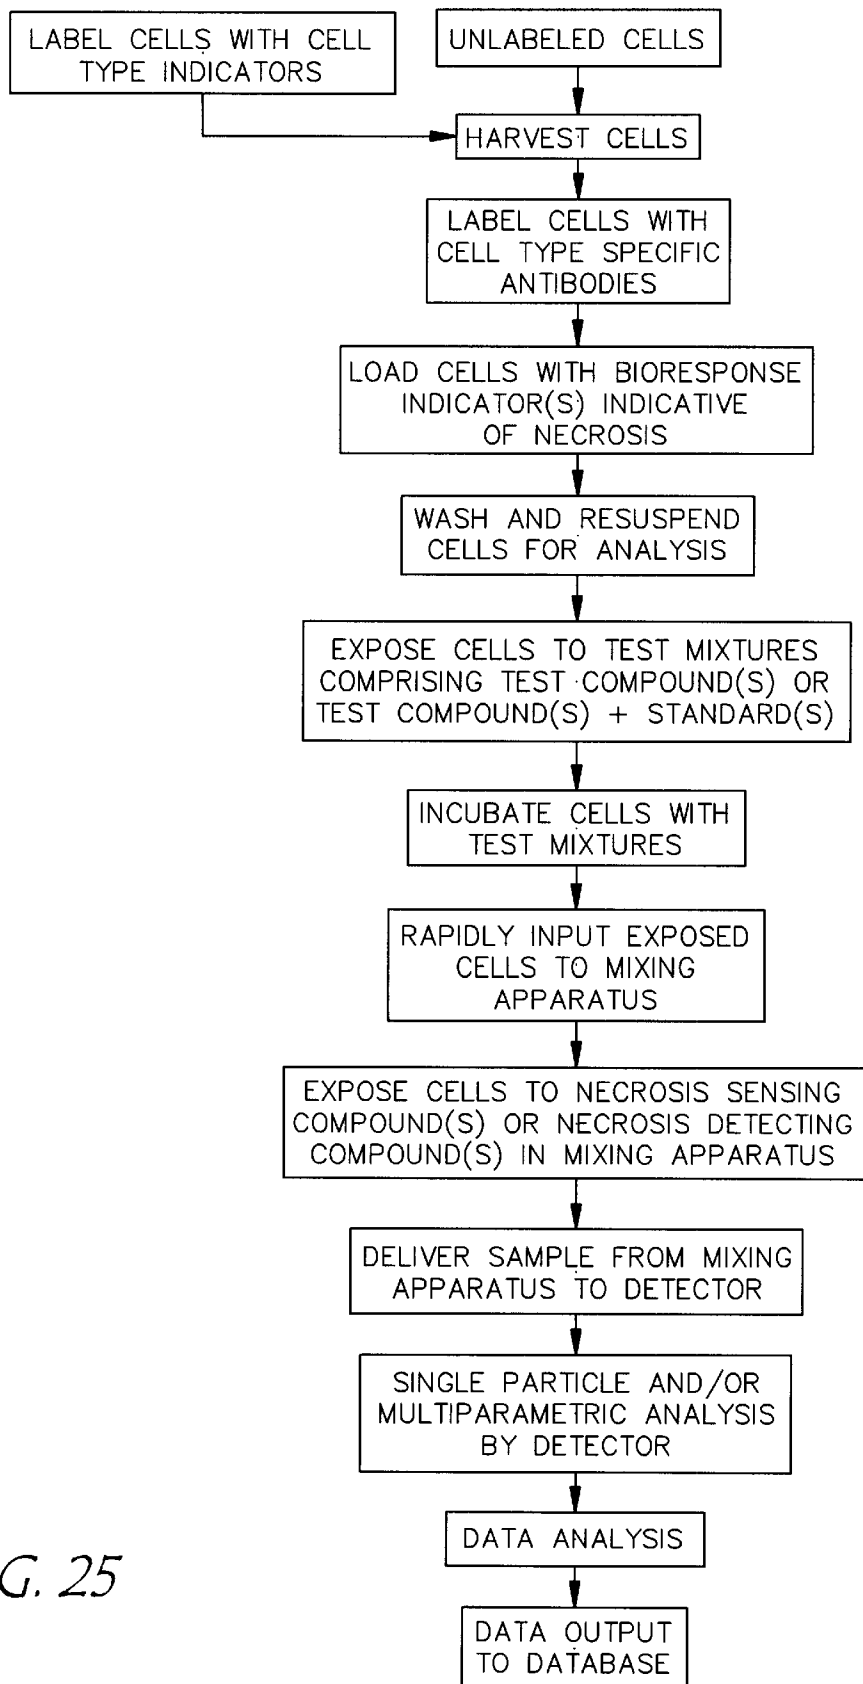 LABEL CELLS WITH CELL
TYPE INDICATORS
UNLABELED CELLS
HARVEST CELLS
LABEL CELLS WITH
CELL TYPE SPECIFIC
ANTIBODIES
LOAD CELLS WITH BIORESPONSE
INDICATOR(S) INDICATIVE
OF NECROSIS
WASH AND RESUSPEND
CELLS FOR ANALYSIS
EXPOSE CELLS TO TEST MIXTURES
COMPRISING TEST COMPOUND(S) OR
TEST COMPOUND(S) + STANDARD(S)
INCUBATE CELLS WITH
TEST MIXTURES
RAPIDLY INPUT EXPOSED
CELLS TO MIXING
APPARATUS
EXPOSE CELLS TO NECROSIS SENSING
COMPOUND(S) OR NECROSIS DETECTING
COMPOUND(S) IN MIXING APPARATUS
DELIVER SAMPLE FROM MIXING
APPARATUS TO DETECTOR
SINGLE PARTICLE AND/OR
MULTIPARAMETRIC ANALYSIS
BY DETECTOR
DATA ANALYSIS
DATA OUTPUT
TO DATABASE
G. 25